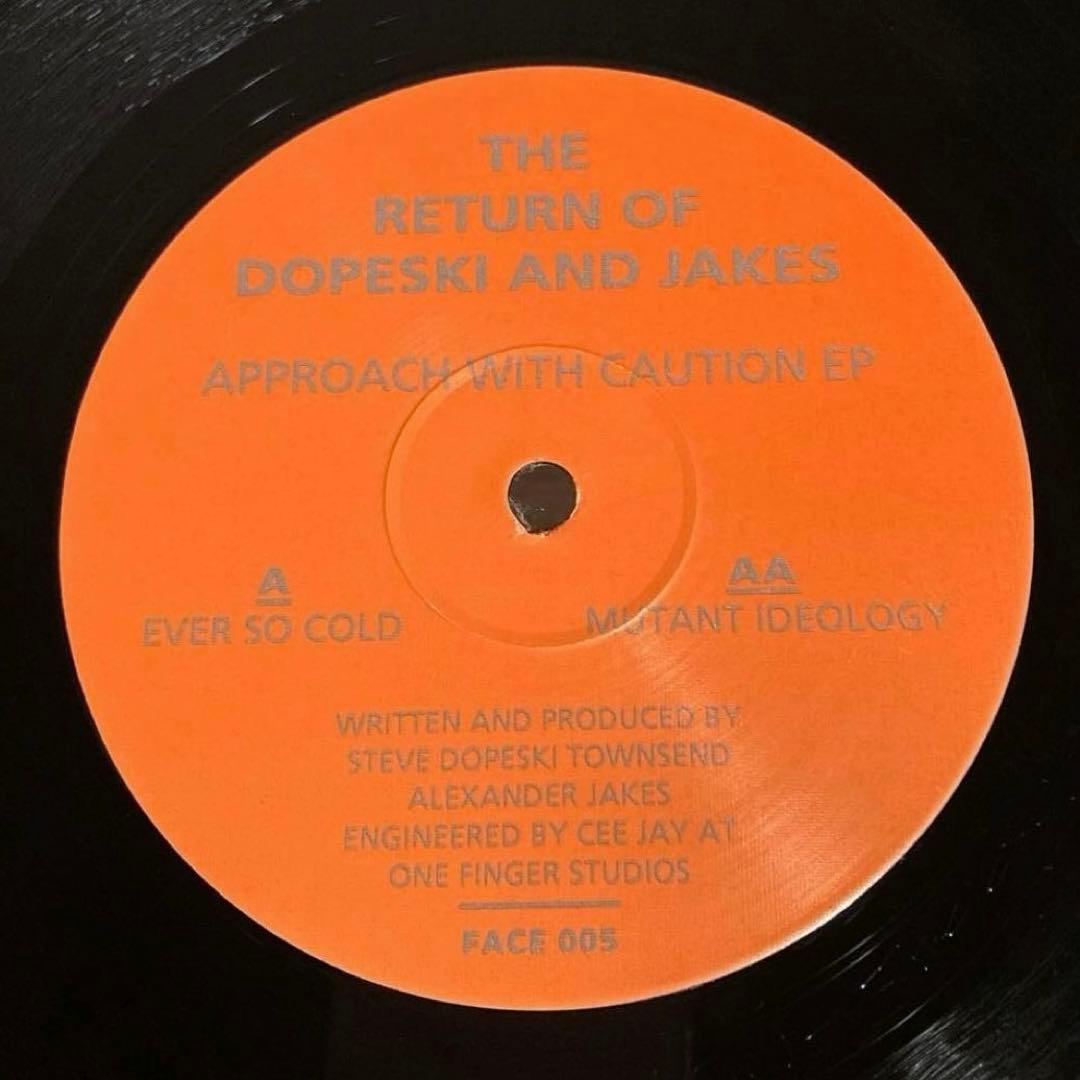 THE
RETURN OF
DOPESKI AND JAKES
APPROACH WITH CAUTION EP
A
EVER SO COLD
AA
MUTANT IDEOLOGY
WRITTEN AND PRODUCED BY
STEVE DOPESKI TOWNSEND
ALEXANDER JAKES
ENGINEERED BY CEE JAY AT
ONE FINGER STUDIOS
FACE 005